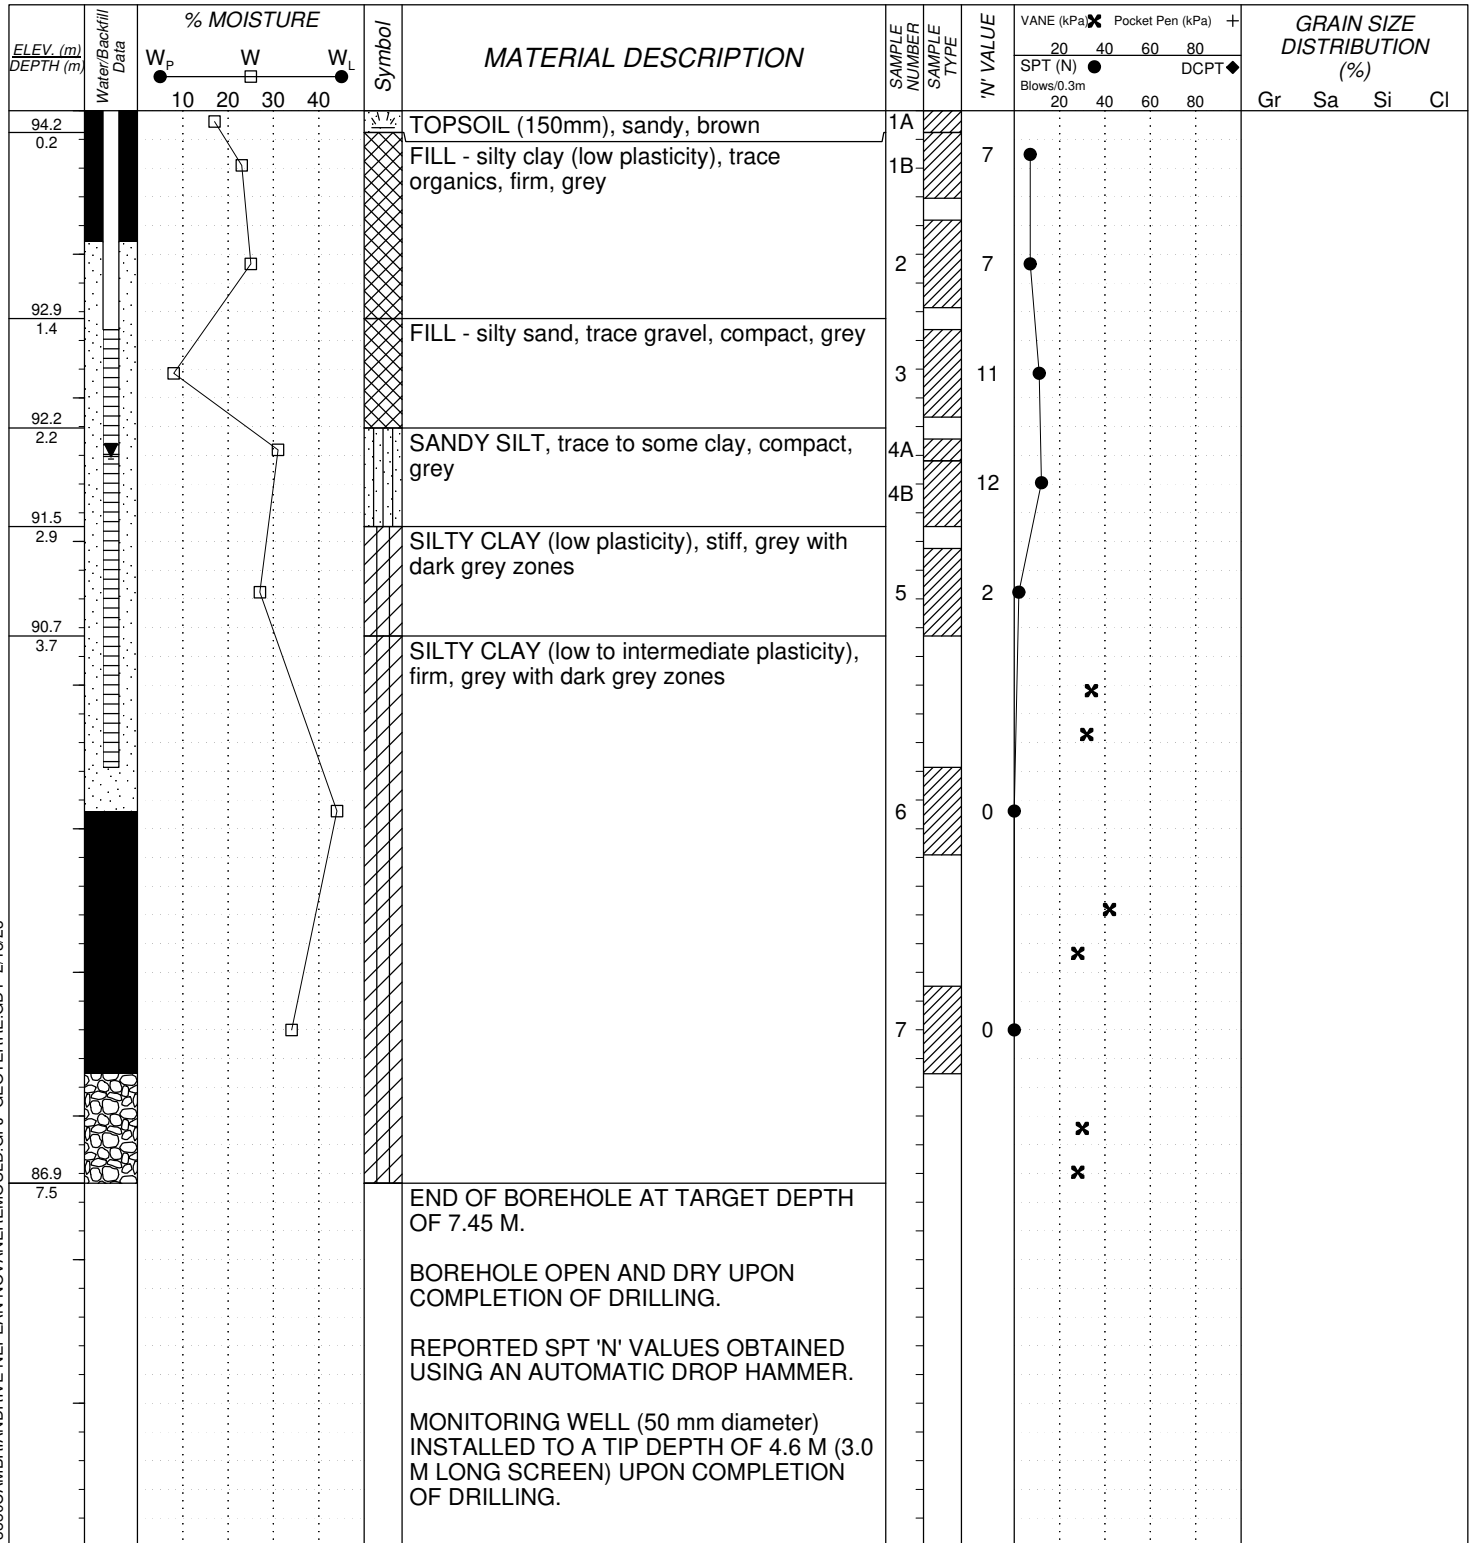 ELEV. (m)
DEPTH (m)
Water/Backfill
Data
% MOISTURE
WP W WL
10 20 30 40
Symbol
MATERIAL DESCRIPTION
SAMPLE
NUMBER
SAMPLE
TYPE
'N' VALUE
VANE (kPa) Pocket Pen (kPa) +
20 40 60 80
SPT (N) DCPT
Blows/0.3m
20 40 60 80
GRAIN SIZE
DISTRIBUTION
(%)
Gr Sa Si Cl
94.2
0.2
TOPSOIL (150mm), sandy, brown
1A
FILL - silty clay (low plasticity), trace
organics, firm, grey
1B 7
2 7
92.9
1.4
FILL - silty sand, trace gravel, compact, grey
3 11
92.2
2.2
SANDY SILT, trace to some clay, compact,
grey
4A
4B 12
91.5
2.9
SILTY CLAY (low plasticity), stiff, grey with
dark grey zones
5 2
90.7
3.7
SILTY CLAY (low to intermediate plasticity),
firm, grey with dark grey zones
6 0
7 0
86.9
7.5
END OF BOREHOLE AT TARGET DEPTH
OF 7.45 M.
BOREHOLE OPEN AND DRY UPON
COMPLETION OF DRILLING.
REPORTED SPT 'N' VALUES OBTAINED
USING AN AUTOMATIC DROP HAMMER.
MONITORING WELL (50 mm diameter)
INSTALLED TO A TIP DEPTH OF 4.6 M (3.0
M LONG SCREEN) UPON COMPLETION
OF DRILLING.